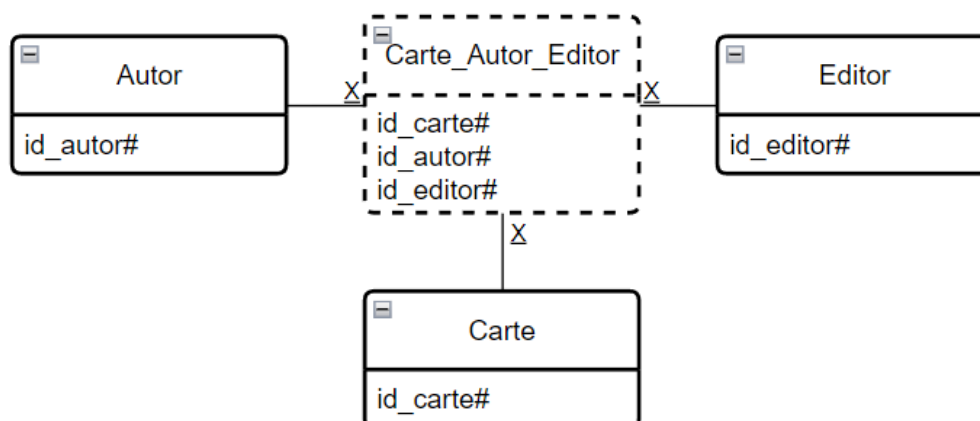 Autor
id_autor#
X
Carte_Autor_Editor
id_carte#
id_autor#
id_editor#
X
Editor
id_editor#
X
Carte
id_carte#